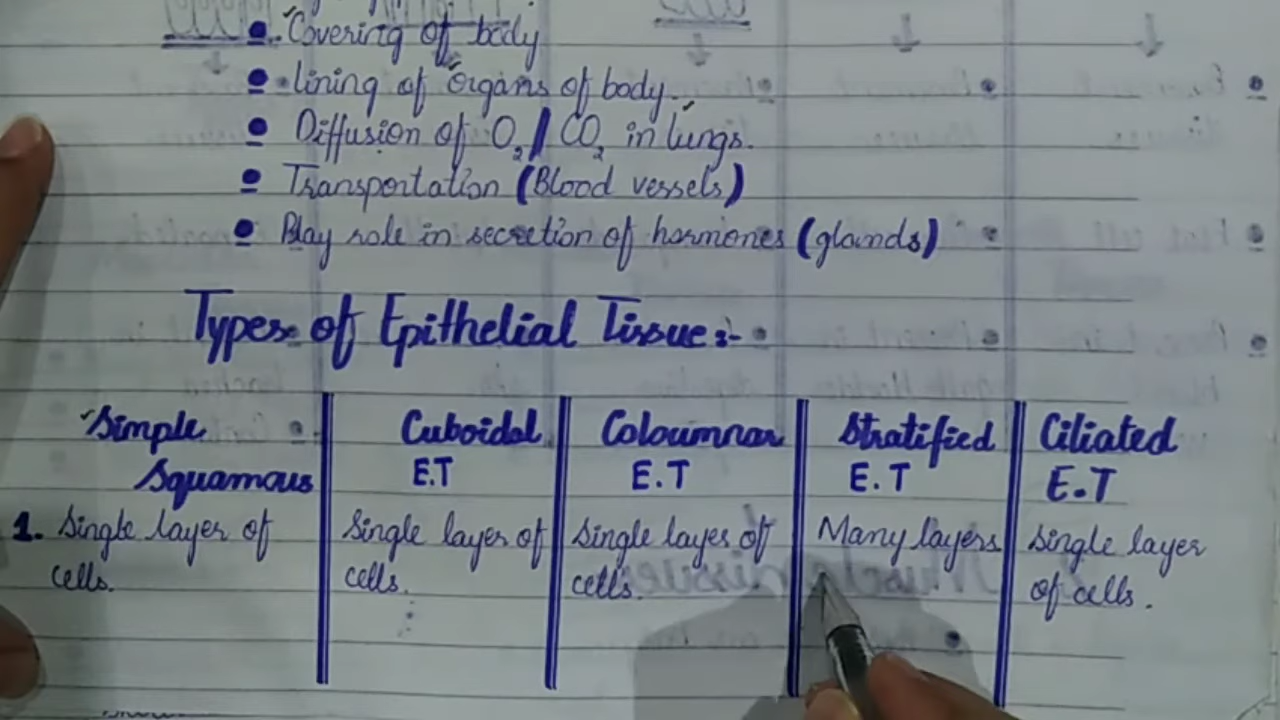 Covering of body
lining of Organs of body.
Diffusion of O2/CO2 in lungs.
Transportation (Blood vessels)
Play role in secretion of hormones (glands)
Types of Epithelial Tissue:-
Simple Squamous
Cuboidal E.T
Coloumnar E.T
Stratified E.T
Ciliated E.T
1. Single layer of cells.
Single layer of cells.
Single layer of cells.
Many layers
Single layer of cells.